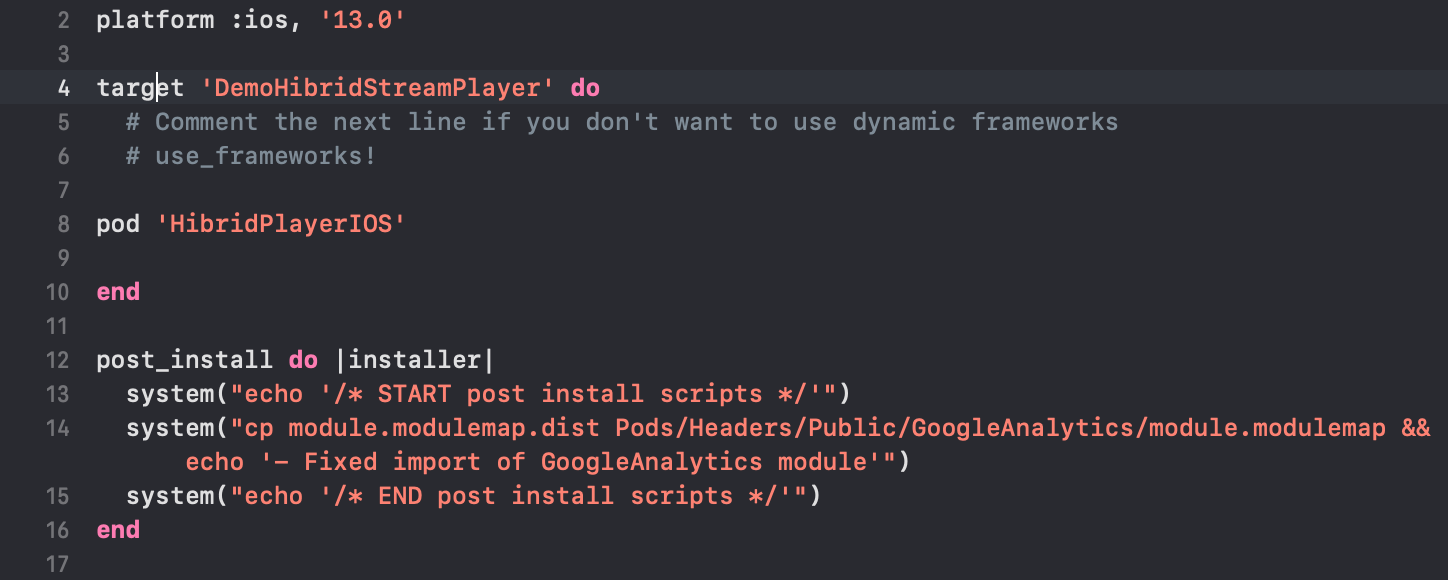 2 platform :ios, '13.0'
3
4 target 'DemoHibridStreamPlayer' do
5 # Comment the next line if you don't want to use dynamic frameworks
6 # use_frameworks!
7
8 pod 'HibridPlayerIOS'
9
10 end
11
12 post_install do |installer|
13 system("echo '/* START post install scripts */'")
14 system("cp module.modulemap.dist Pods/Headers/Public/GoogleAnalytics/module.modulemap &&
echo '– Fixed import of GoogleAnalytics module'")
15 system("echo '/* END post install scripts */'")
16 end
17